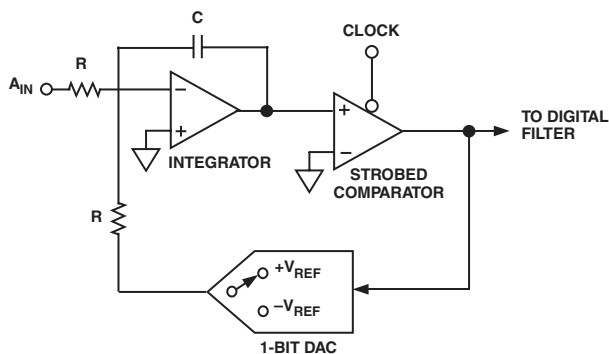 C
CLOCK
R
A_IN
−
+
+
−
INTEGRATOR
STROBED
COMPARATOR
TO DIGITAL
FILTER
R
+V_REF
−V_REF
1-BIT DAC